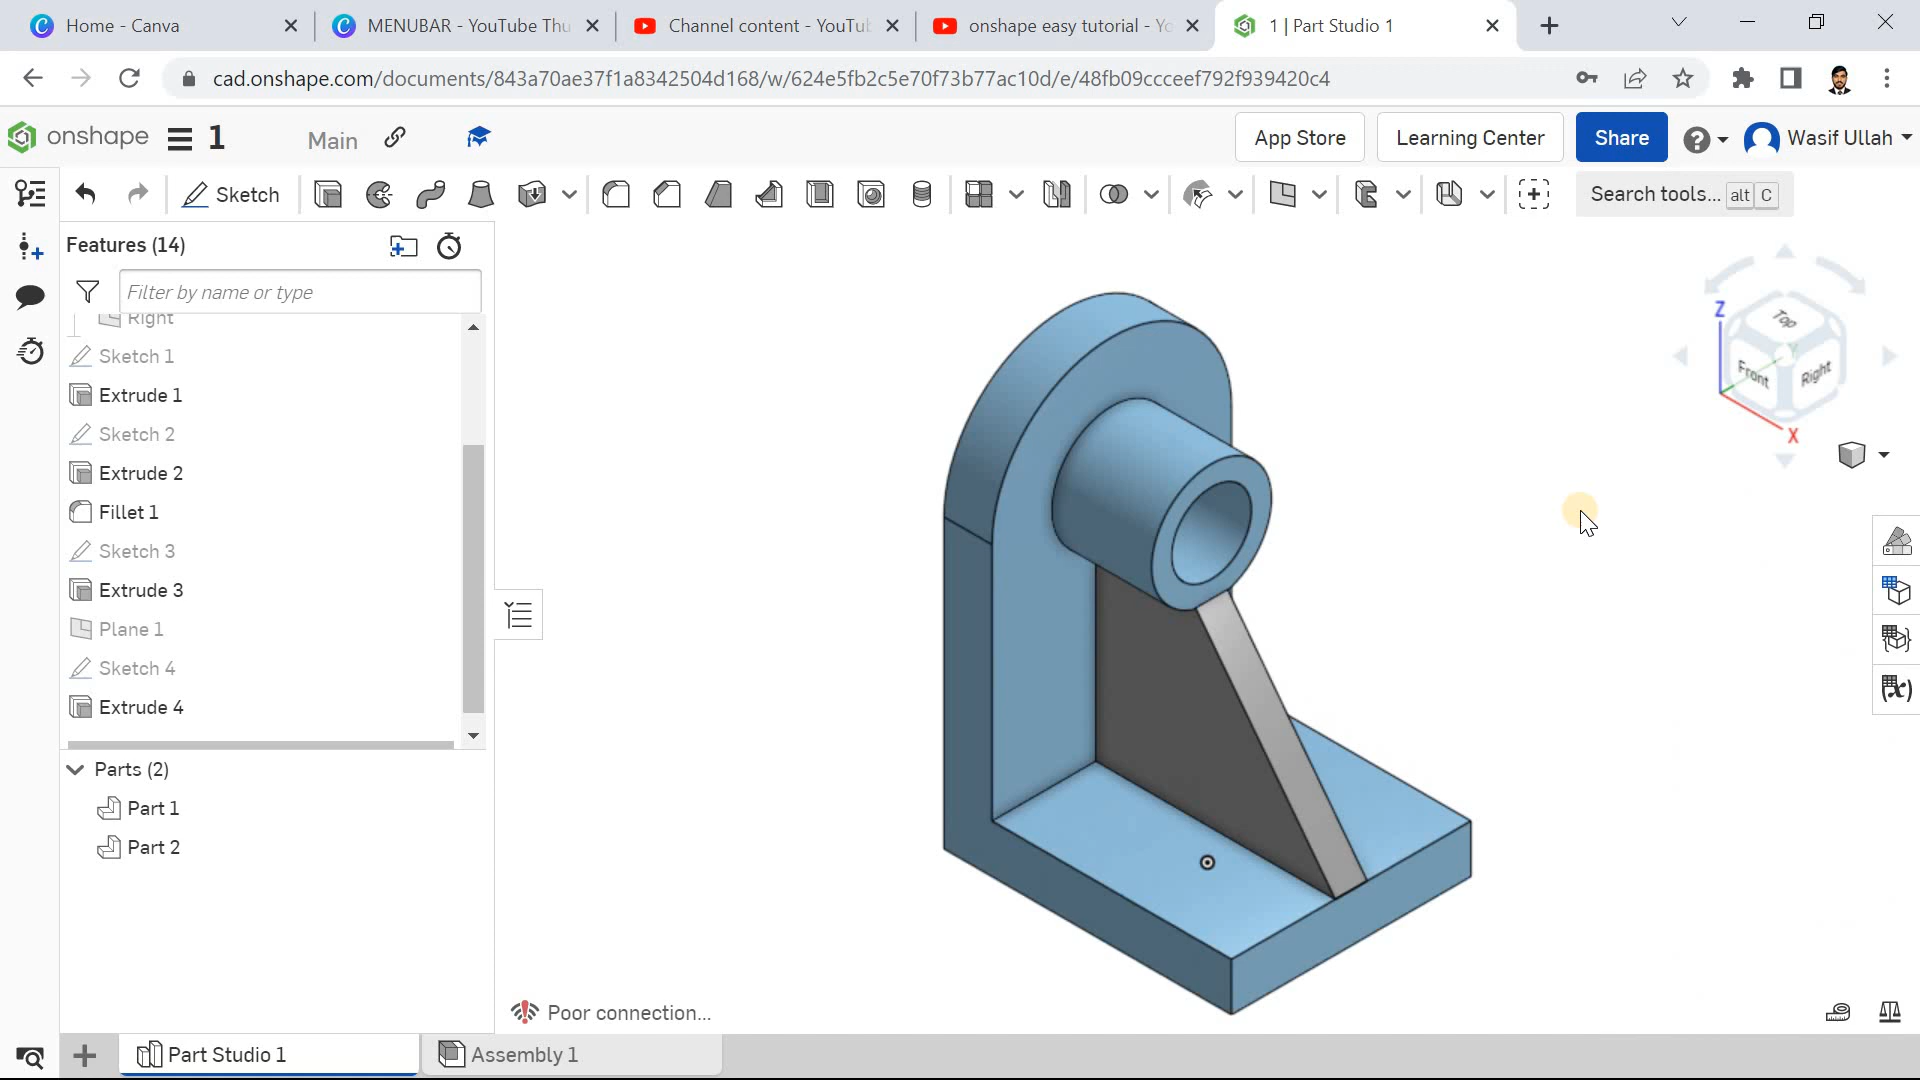 Home - Canva
MENUBAR - YouTube Thu
Channel content - YouTu
onshape easy tutorial - Yo
1 | Part Studio 1
cad.onshape.com/documents/843a70ae37f1a8342504d168/w/624e5fb2c5e70f73b77ac10d/e/48fb09ccceef792f939420c4
onshape
1
Main
App Store
Learning Center
Share
Wasif Ullah
Sketch
Search tools... alt C
Features (14)
Filter by name or type
Right
Sketch 1
Extrude 1
Sketch 2
Extrude 2
Fillet 1
Sketch 3
Extrude 3
Plane 1
Sketch 4
Extrude 4
Parts (2)
Part 1
Part 2
Z
Top
Y
Front
Right
X
(x)
Poor connection...
Part Studio 1
Assembly 1